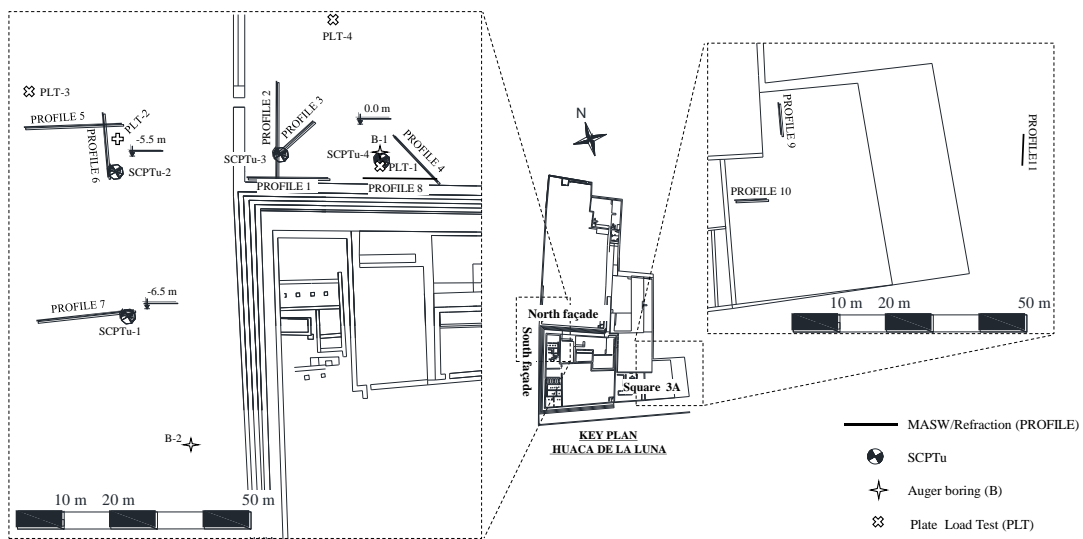 PLT-4
PLT-3
PROFILE 5
PLT-2
-5.5 m
PROFILE 6
SCPTu-2
PROFILE 2
PROFILE 3
0.0 m
B-1
SCPTu-3
SCPTu-4
PLT-1
PROFILE 4
PROFILE 1
PROFILE 8
-6.5 m
PROFILE 7
SCPTu-1
B-2
10 m 20 m 50 m
N
North façade
South façade
Square 3A
KEY PLAN
HUACA DE LA LUNA
PROFILE 9
PROFILE11
PROFILE 10
10 m 20 m 50 m
MASW/Refraction (PROFILE)
SCPTu
Auger boring (B)
Plate Load Test (PLT)